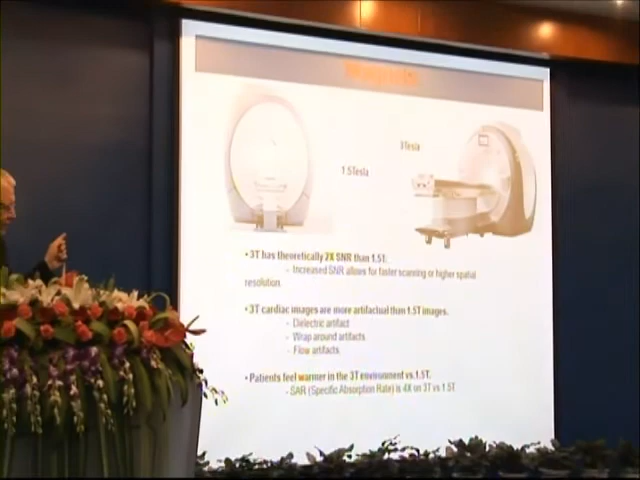 3Tesla
1.5Tesla
• 3T has theoretically 2X SNR than 1.5T.
- Increased SNR allows for faster scanning or higher spatial
resolution.
• 3T cardiac images are more artifactual than 1.5T images.
- Dielectric artifact
- Wrap around artifacts
- Flow artifacts
• Patients feel warmer in the 3T environment vs.1.5T.
- SAR (Specific Absorption Rate) is 4X on 3T vs 1.5T